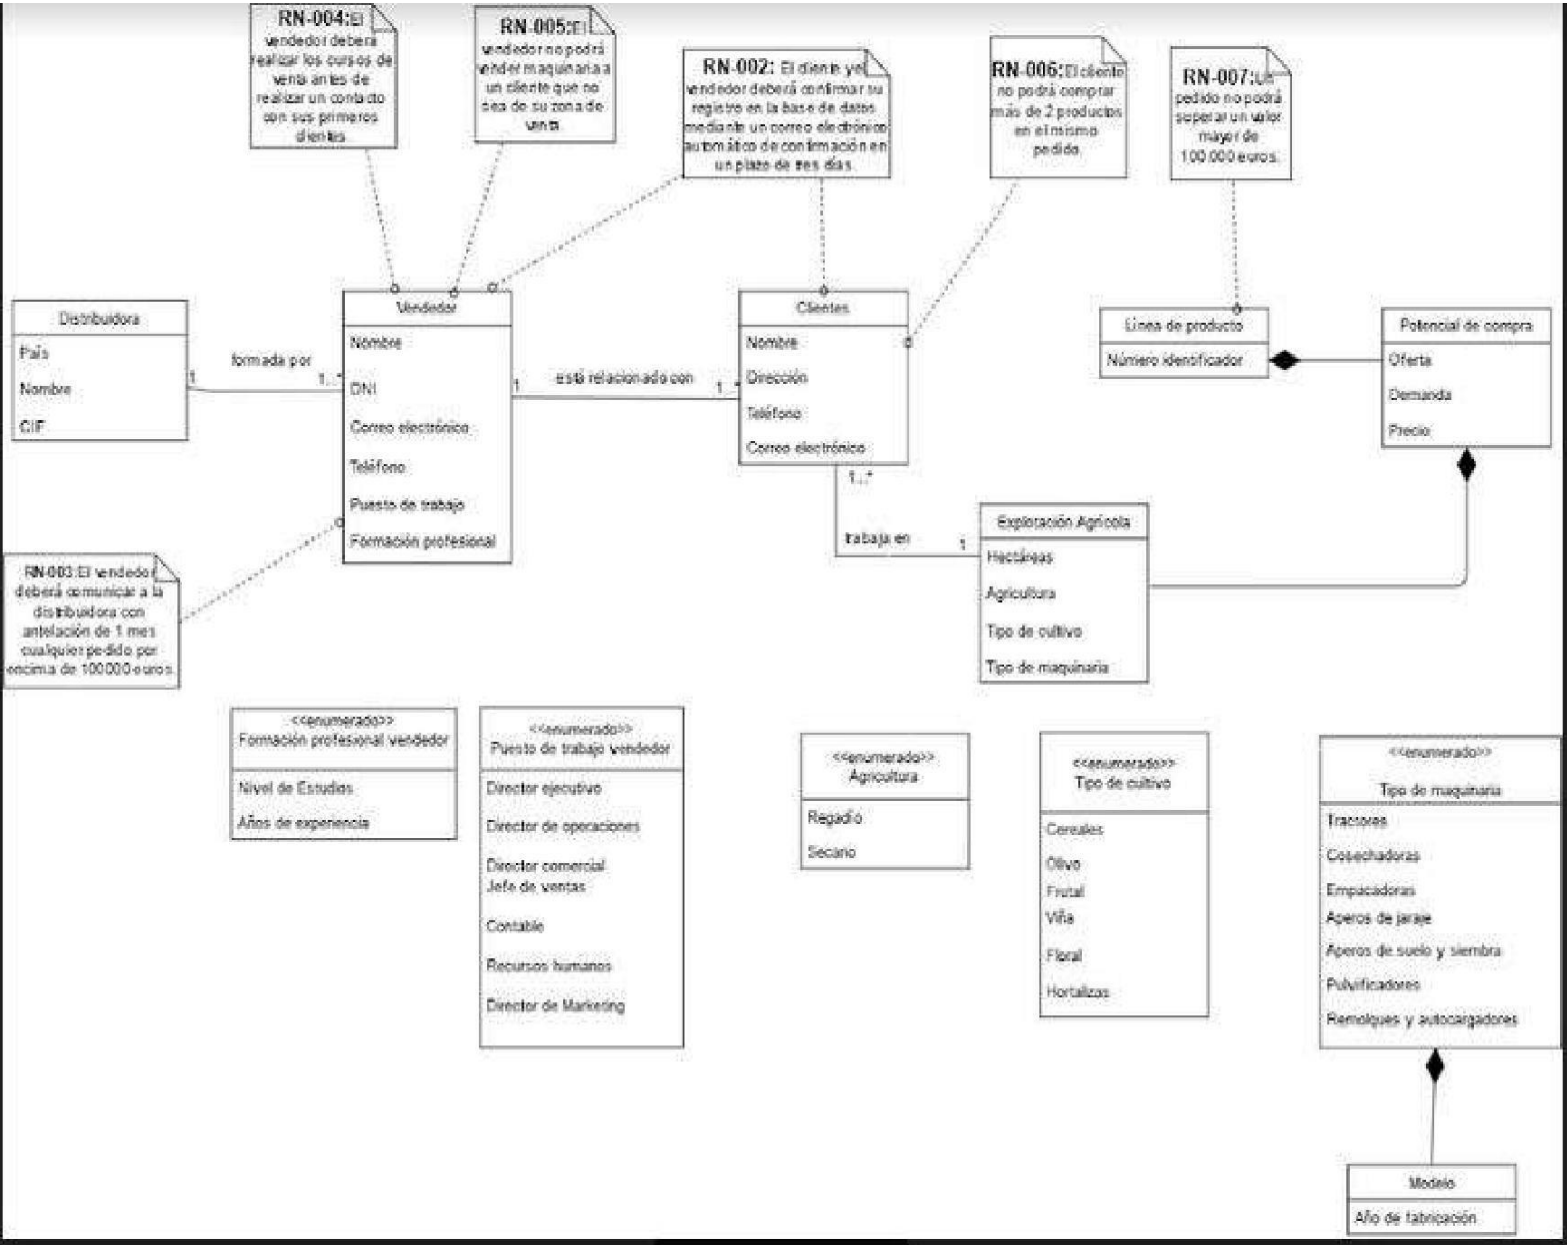 RN-004:El
vendedor deberá
realizar los cursos de
venta antes de
realizar un contacto
con sus primeros
clientes
RN-005:El
vendedor no podrá
vender maquinaria a
un cliente que no
sea de su zona de
venta
RN-002: El cliente y el
vendedor deberá confirmar su
registro en la base de datos
mediante un correo electrónico
automático de confirmación en
un plazo de tres días.
RN-006:El cliente
no podrá comprar
más de 2 productos
en el mismo
pedido.
RN-007:Un
pedido no podrá
superar un valor
mayor de
100.000 euros.
Distribuidora
País
Nombre
CIF
1
formada por
1..*
Vendedor
Nombre
DNI
Correo electrónico
Teléfono
Puesto de trabajo
Formación profesional
1
Está relacionado con
1..*
Clientes
Nombre
Dirección
Teléfono
Correo electrónico
1..*
trabaja en
1
Línea de producto
Número identificador
Potencial de compra
Oferta
Demanda
Precio
Explotación Agrícola
Hectáreas
Agricultura
Tipo de cultivo
Tipo de maquinaria
RN-003:El vendedor
deberá comunicar a la
distribuidora con
antelación de 1 mes
cualquier pedido por
encima de 100000 euros.
<<enumerado>>
Formación profesional vendedor
Nivel de Estudios
Años de experiencia
<<enumerado>>
Puesto de trabajo vendedor
Director ejecutivo
Director de operaciones
Director comercial
Jefe de ventas
Contable
Recursos humanos
Director de Marketing
<<enumerado>>
Agricultura
Regadío
Secano
<<enumerado>>
Tipo de cultivo
Cereales
Olivo
Frutal
Viña
Floral
Hortalizas
<<enumerado>>
Tipo de maquinaria
Tractores
Cosechadoras
Empacadoras
Aperos de
Aperos de suelo y siembra
Pulvificadores
Remolques y autocargadores
Modelo
Año de fabricación